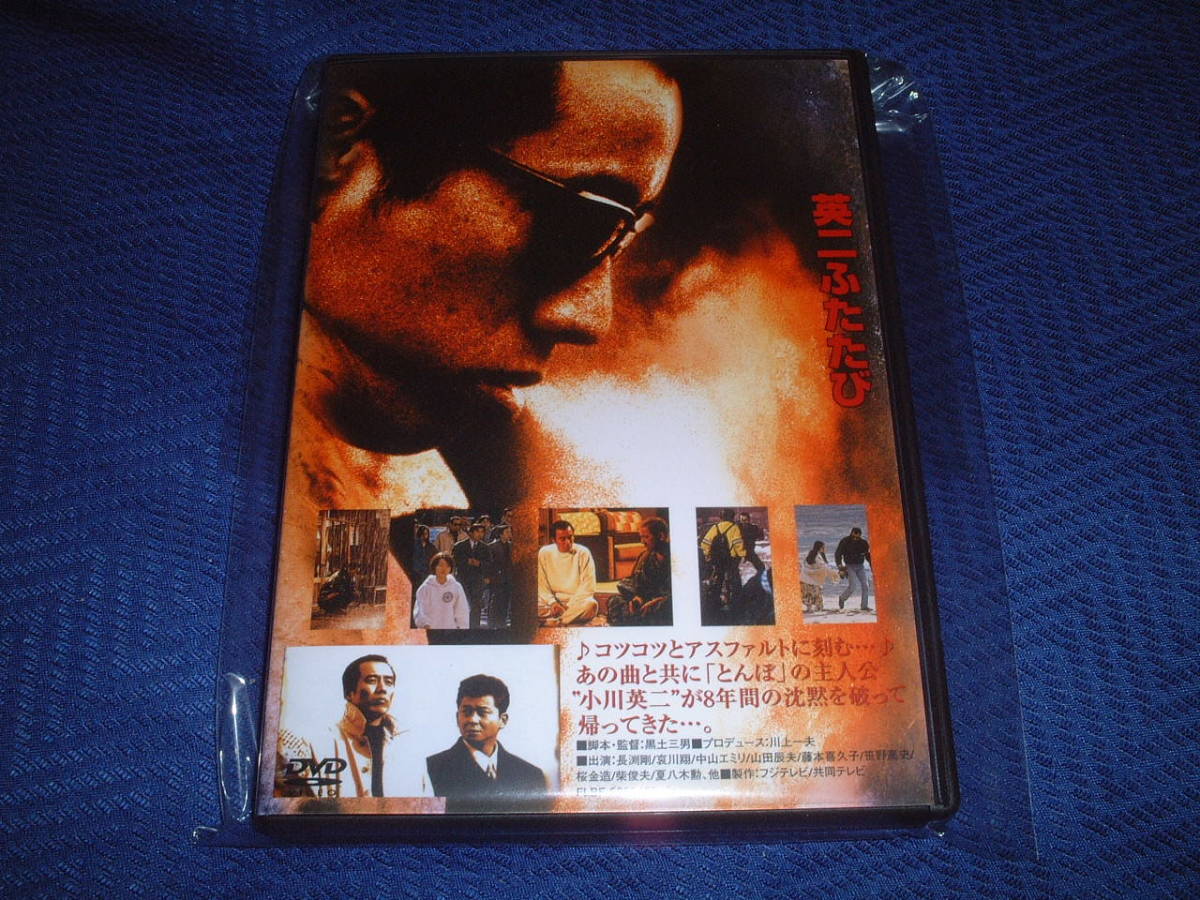 英二ふたたび
♪コツコツとアスファルトに刻む…♪
あの曲と共に「とんぼ」の主人公
"小川英二"が8年間の沈黙を破って
帰ってきた…。
■脚本・監督:黒土三男■プロデュース:川上一夫
■出演:長渕剛/哀川翔/中山エミリ/山田辰夫/藤本喜久子/笹野高史/
桜金造/柴俊夫/夏八木勲、他■製作:フジテレビ/共同テレビ
DVD